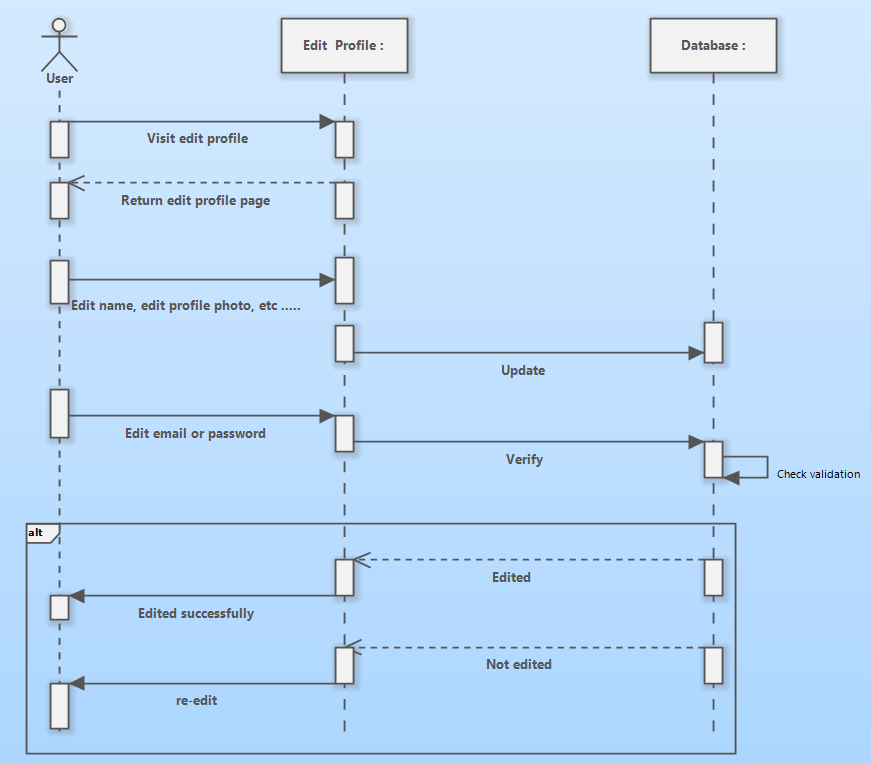 User
Edit Profile :
Database :
Visit edit profile
Return edit profile page
Edit name, edit profile photo, etc .....
Update
Edit email or password
Verify
Check validation
alt
Edited
Edited successfully
Not edited
re-edit